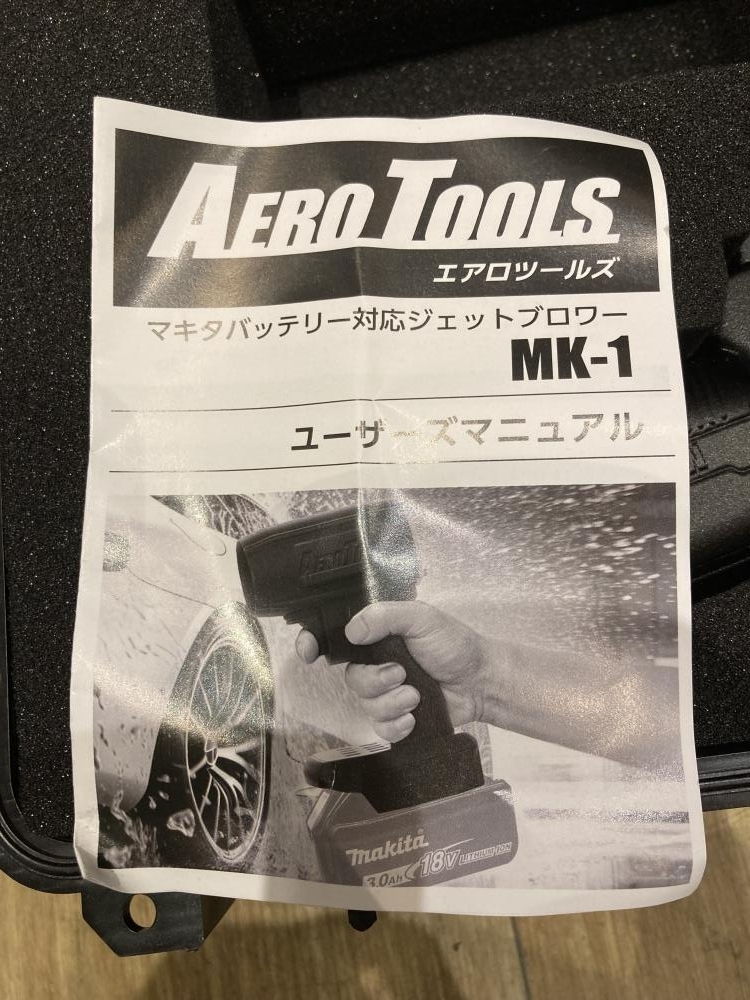 AERO TOOLS
エアロツールズ
マキタバッテリー対応ジェットブロワー
MK-1
ユーザーズマニュアル
makita
3.0Ah 18V LITHIUM-ION